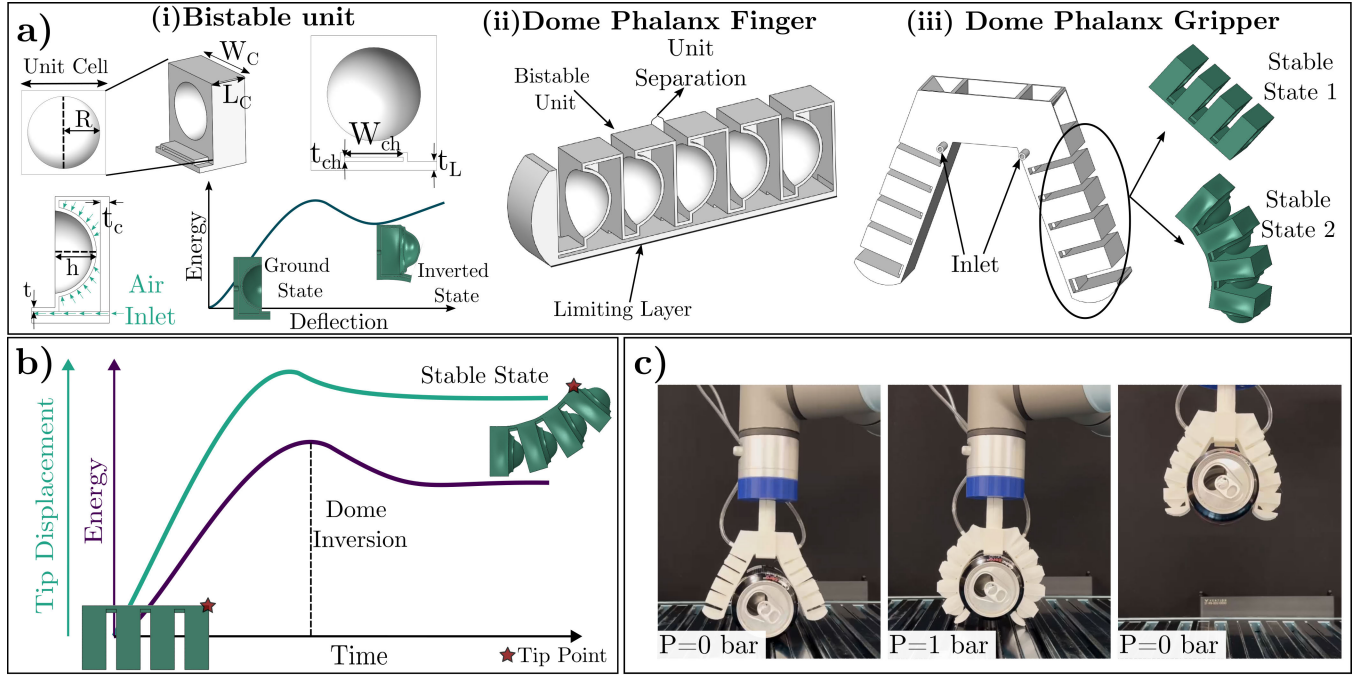 a)
(i)Bistable unit
Unit Cell
R
W_C
L_C
W_ch
t_ch
t_L
t_c
h
t
Air
Inlet
Energy
Ground
State
Inverted
State
Deflection
(ii)Dome Phalanx Finger
Bistable
Unit
Unit
Separation
Limiting Layer
(iii) Dome Phalanx Gripper
Inlet
Stable
State 1
Stable
State 2
b)
Tip Displacement
Energy
Stable State
Dome
Inversion
Time
Tip Point
c)
P=0 bar
P=1 bar
P=0 bar